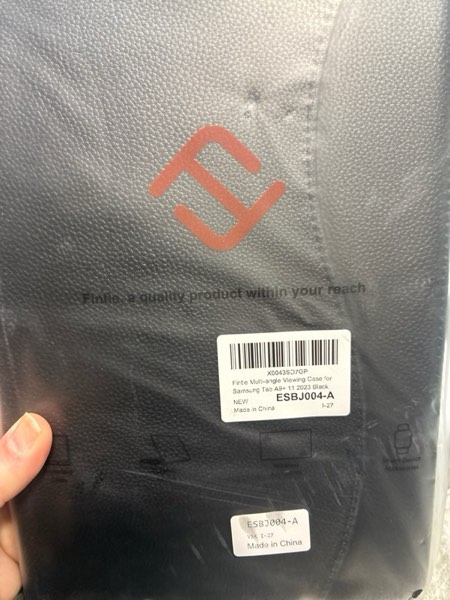 Fintie, a quality product within your reach
Fintie Multi-angle Viewing Case for
Samsung Tab A9+ 11 2023 Black
NEW
ESBJ004-A
Made in China
I-27
ESBJ004-A
I-27
Made in China